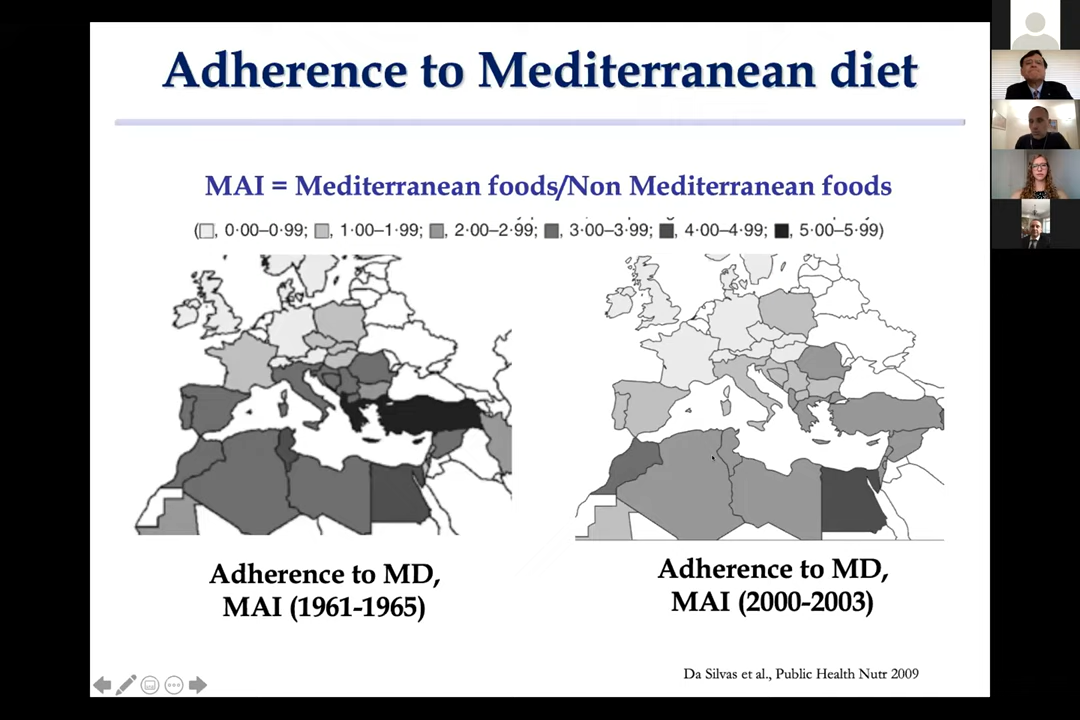 Adherence to Mediterranean diet
MAI = Mediterranean foods/Non Mediterranean foods
(□, 0·00–0·99; ■, 1·00–1·99; ■, 2·00–2·99; ■, 3·00–3·99; ■, 4·00–4·99; ■, 5·00–5·99)
Adherence to MD,
MAI (1961-1965)
Adherence to MD,
MAI (2000-2003)
Da Silvas et al., Public Health Nutr 2009